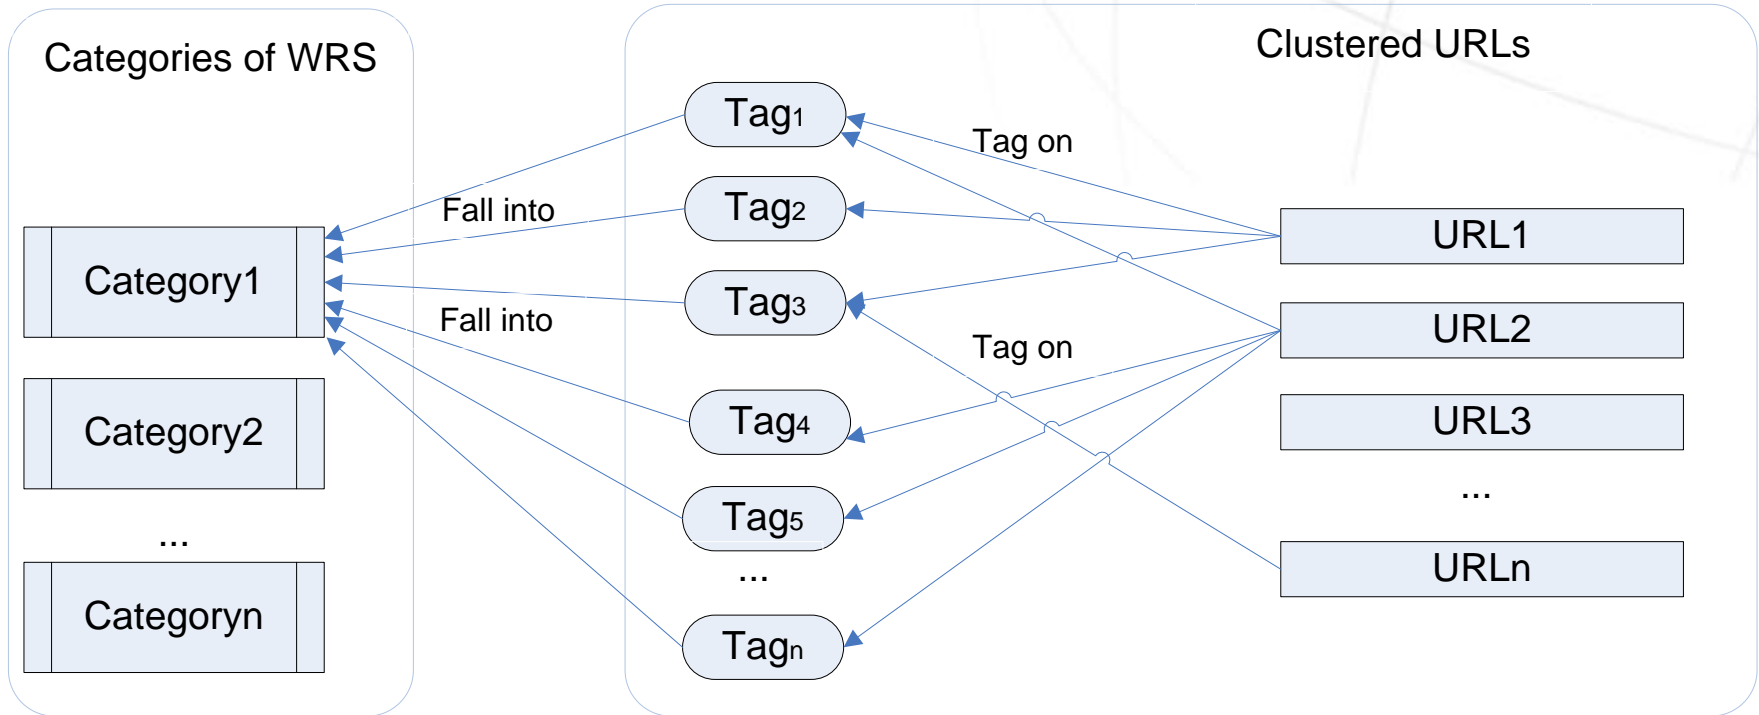 Categories of WRS
Category1
Category2
...
Categoryn
Fall into
Fall into
Clustered URLs
Tag1
Tag2
Tag3
Tag4
Tag5
...
Tagn
Tag on
Tag on
URL1
URL2
URL3
...
URLn